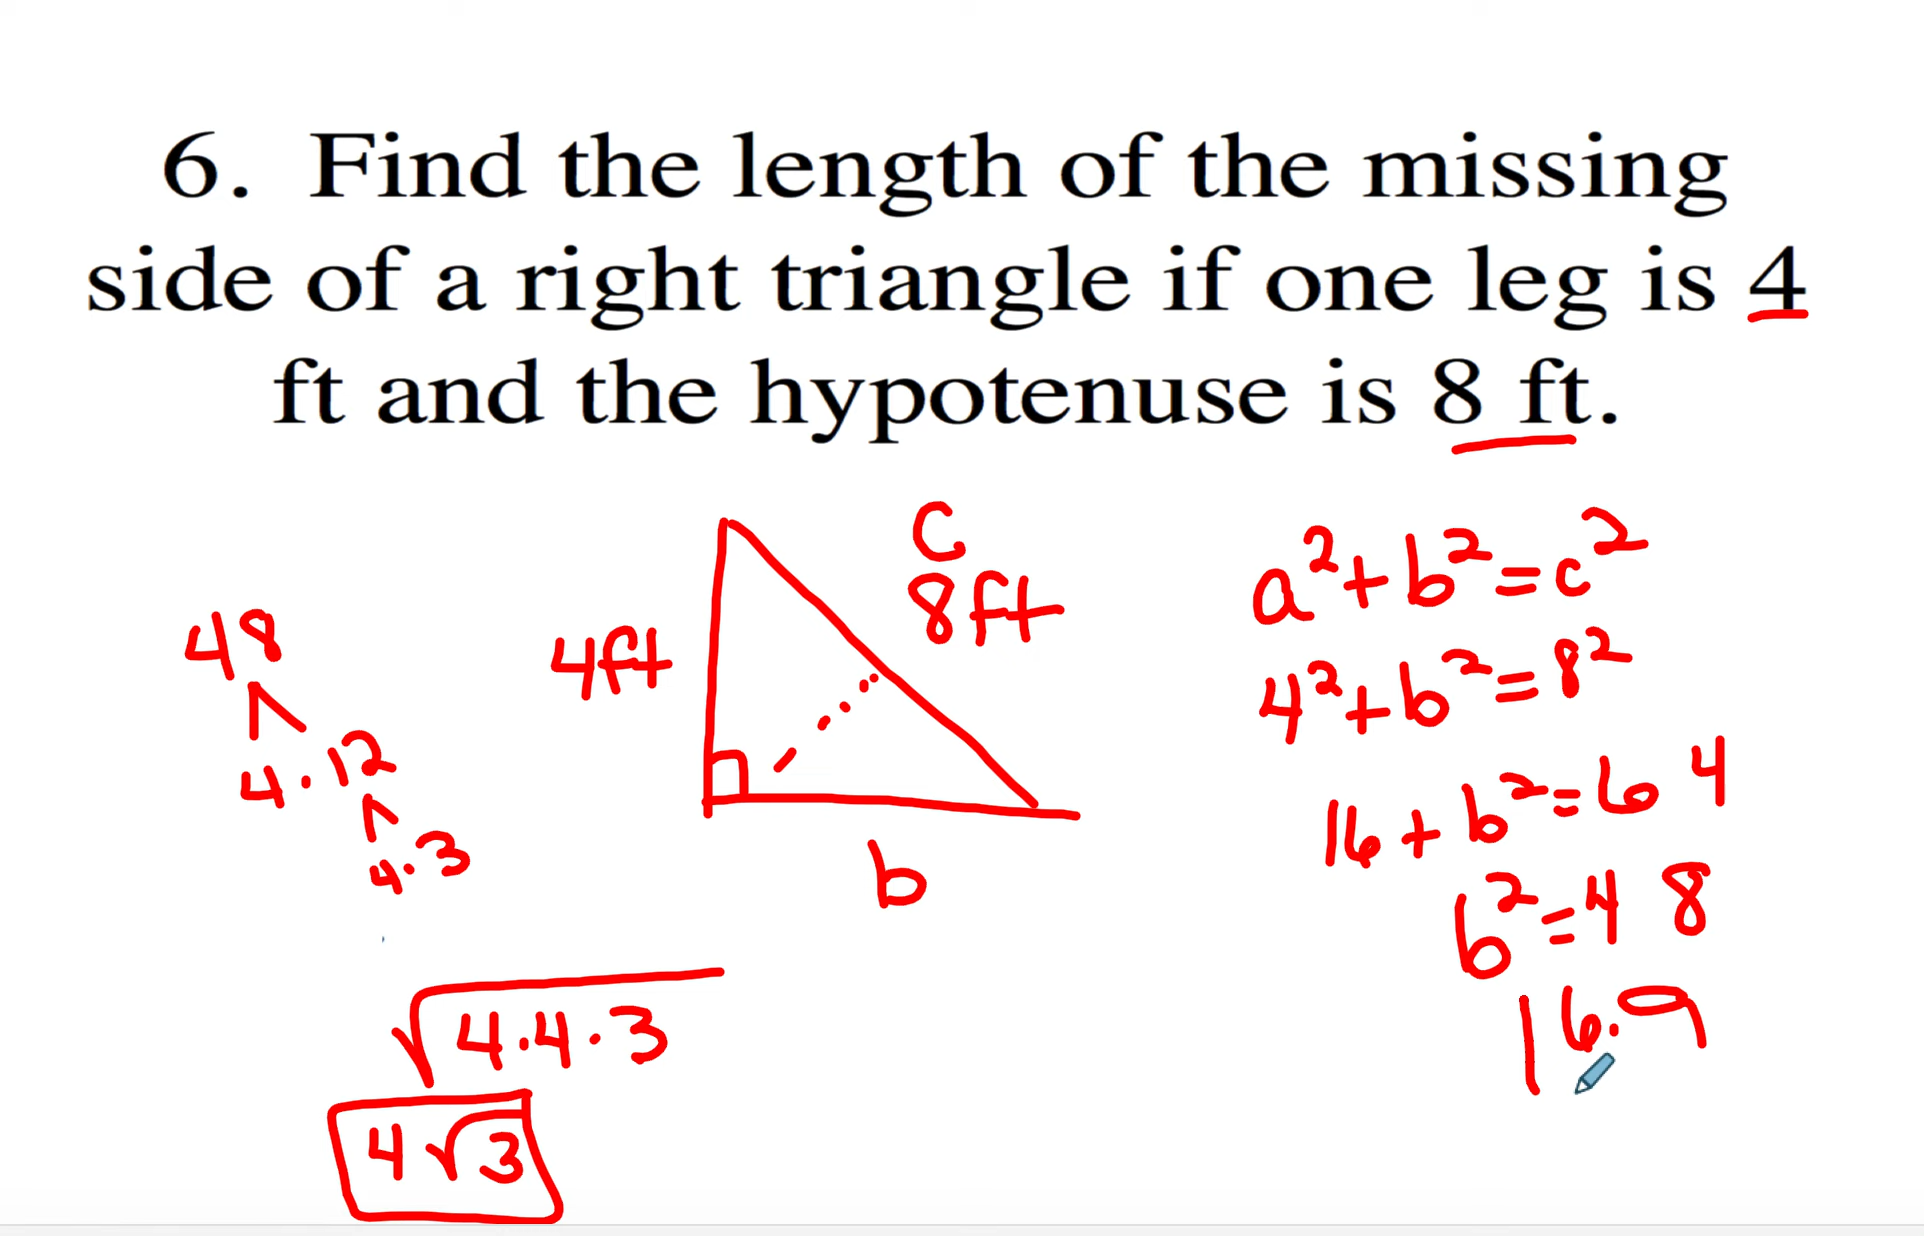 6. Find the length of the missing
side of a right triangle if one leg is 4
ft and the hypotenuse is 8 ft.
C
8ft
4ft
b
a²+b²=c²
4²+b²=8²
16+b²=64
b²=48
16.9
48
4·12
4·3
√4·4·3
4√3